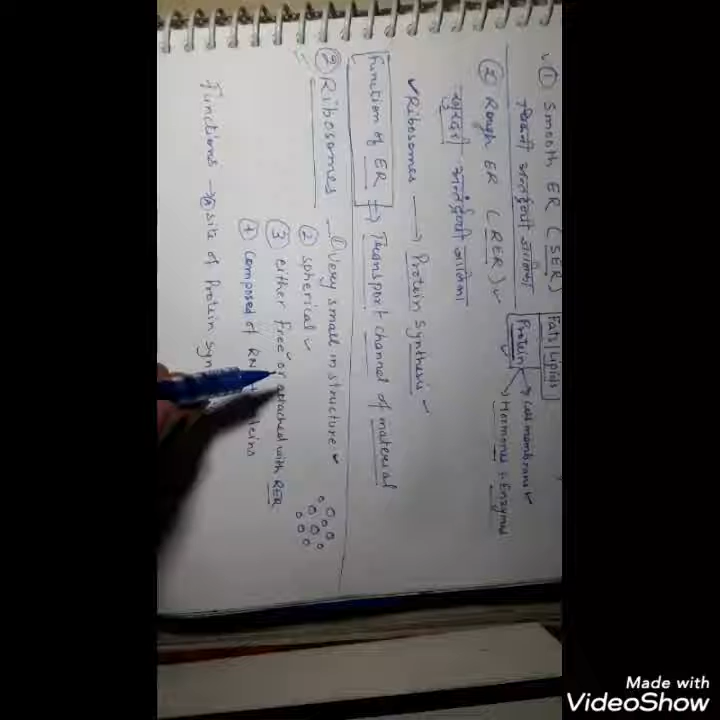 ① Smooth ER (SER) Fats/Lipids
चिकनी अन्तर्द्रव्यी जालिका
② Rough ER (RER) Protein → Cell membrane
→ Hormones + Enzymes
खुरदरी अन्तर्द्रव्यी जालिका
Ribosomes → Protein Synthesis
Function of ER → Transport channel of material
② Ribosomes → ① Very small in structure
② spherical
③ either free or attached with RER
④ composed of
Functions → site of Protein
Made with
VideoShow